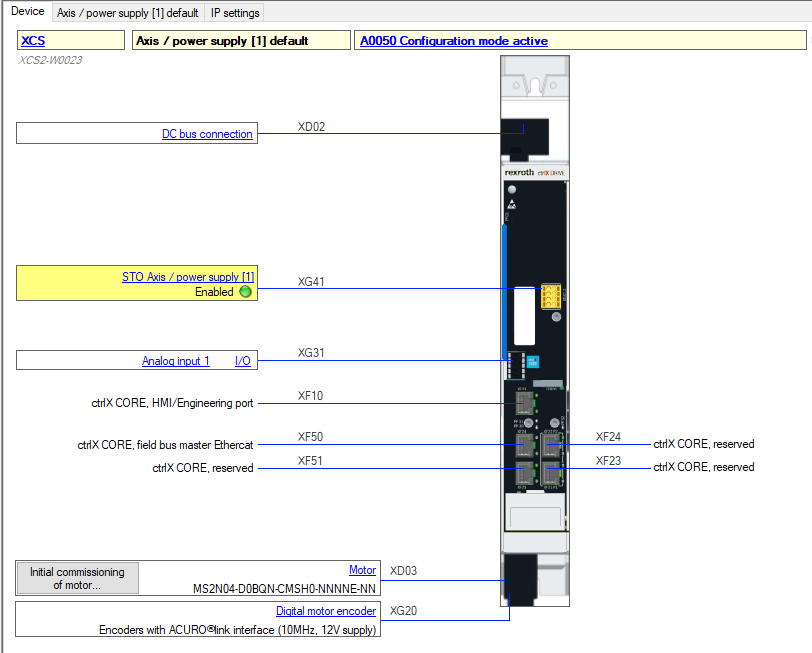 Device
Axis / power supply [1] default
IP settings
XCS
Axis / power supply [1] default
A0050 Configuration mode active
XCS2-W0023
DC bus connection
XD02
rexroth ctrlX DRIVE
STO Axis / power supply [1]
Enabled
XG41
Analog input 1
I/O
XG31
ctrlX CORE, HMI/Engineering port
XF10
ctrlX CORE, field bus master Ethercat
XF50
XF24
ctrlX CORE, reserved
ctrlX CORE, reserved
XF51
XF23
ctrlX CORE, reserved
Initial commissioning
of motor...
Motor
XD03
MS2N04-D0BQN-CMSH0-NNNNE-NN
Digital motor encoder
XG20
Encoders with ACURO®link interface (10MHz, 12V supply)